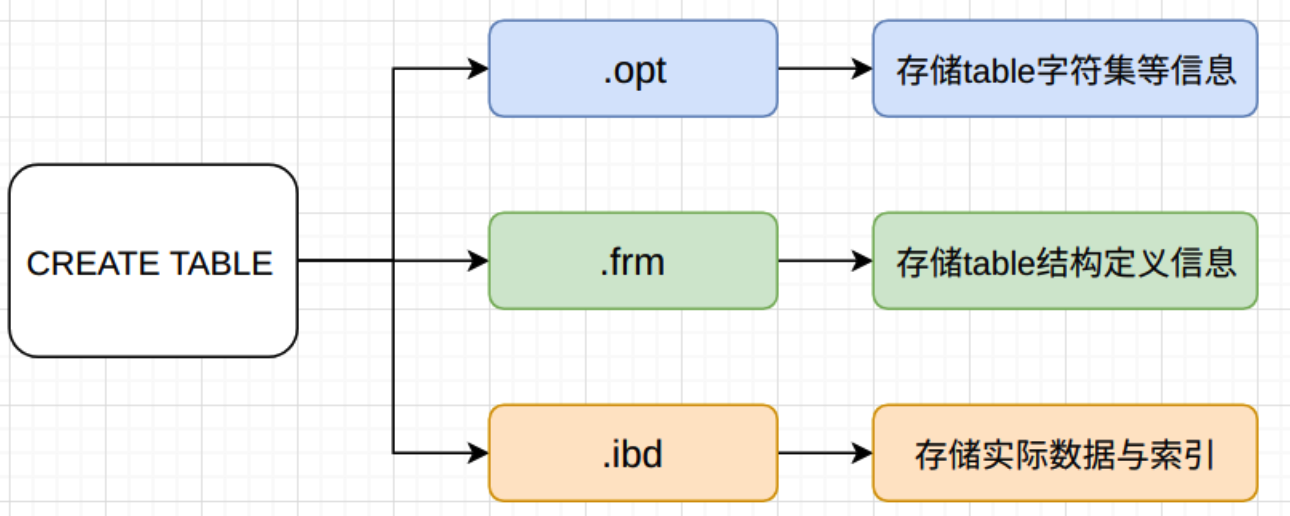 .opt
存储table字符集等信息
CREATE TABLE
.frm
存储table结构定义信息
.ibd
存储实际数据与索引